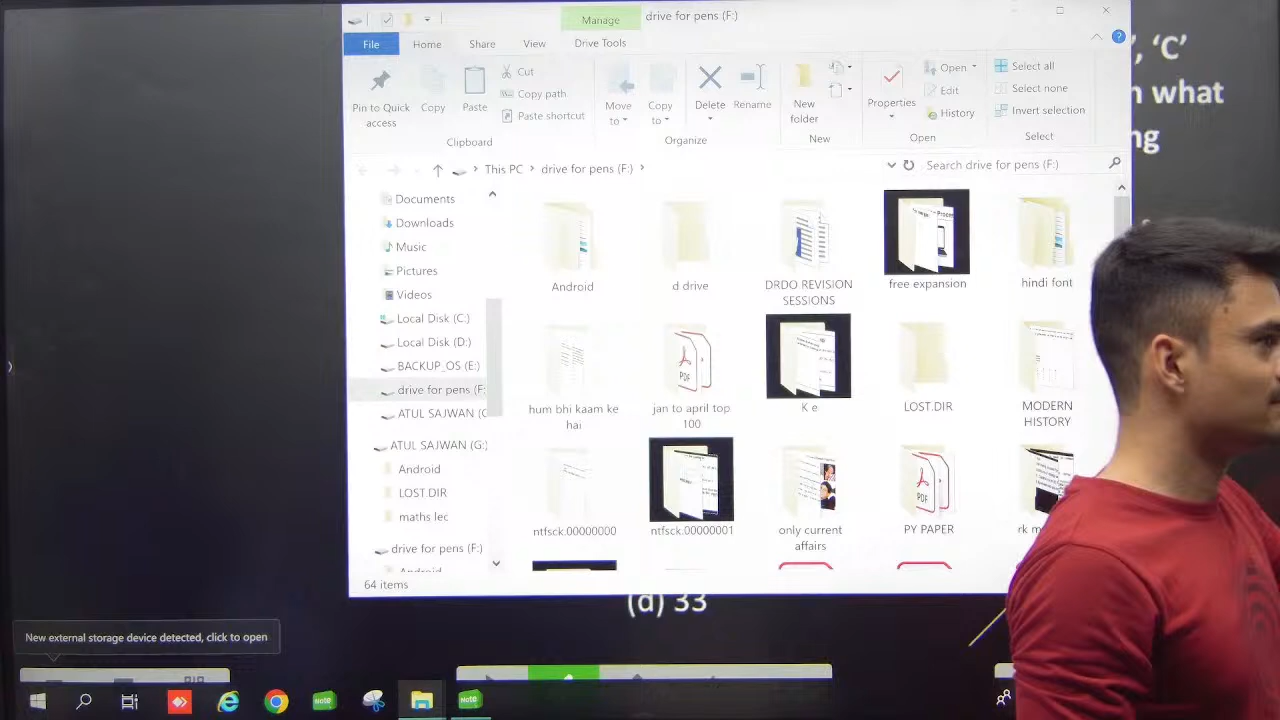 Manage
drive for pens (F:)
File
Home
Share
View
Drive Tools
Pin to Quick access
Copy
Paste
Cut
Copy path
Paste shortcut
Clipboard
Move to
Copy to
Delete
Rename
Organize
New folder
New
Properties
Open
Edit
History
Open
Select all
Select none
Invert selection
Select
, 'C'
what
This PC
drive for pens (F:)
Search drive for pens (F:)
Documents
Downloads
Music
Pictures
Videos
Local Disk (C:)
Local Disk (D:)
BACKUP_OS (E:)
drive for pens (F:
ATUL SAJWAN (G
ATUL SAJWAN (G:)
Android
LOST.DIR
maths lec
drive for pens (F:)
Android
Android
d drive
DRDO REVISION SESSIONS
free expansion
hindi font
hum bhi kaam ke hai
jan to april top 100
K e
LOST.DIR
MODERN HISTORY
ntfsck.00000000
ntfsck.00000001
only current affairs
PY PAPER
rk m
64 items
(d) 33
New external storage device detected, click to open
Note
Note